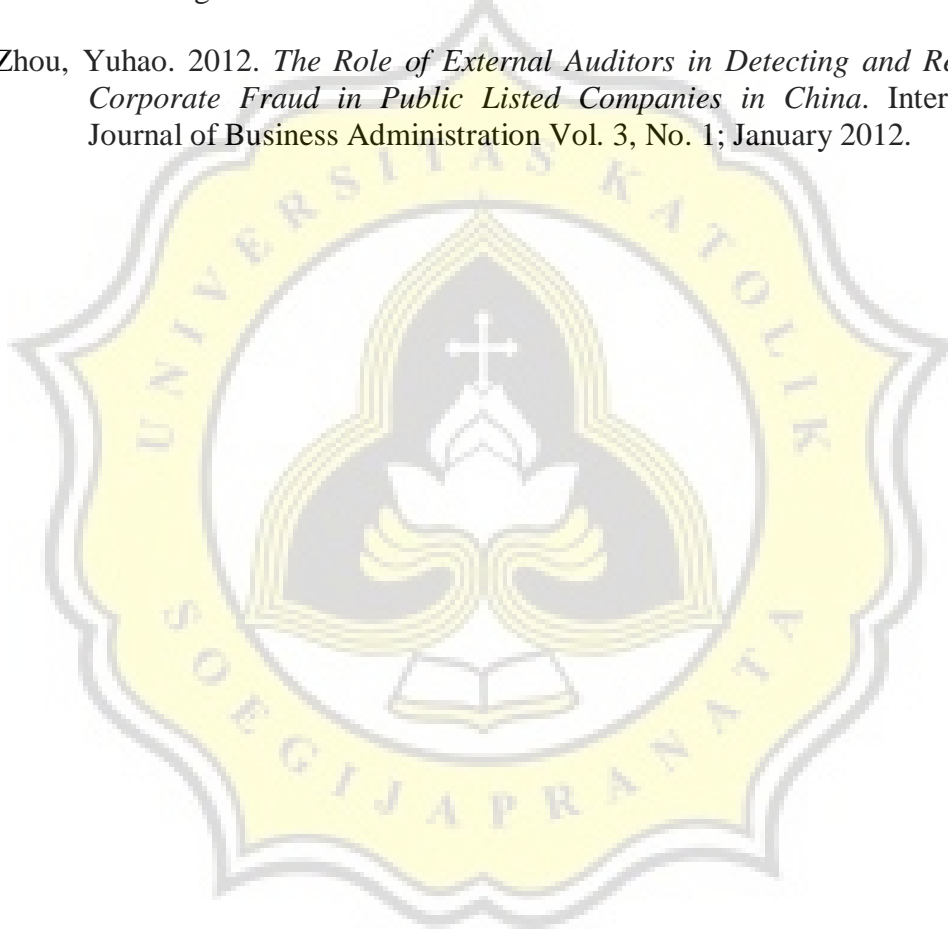 Zhou, Yuhao. 2012. The Role of External Auditors in Detecting and Re
Corporate Fraud in Public Listed Companies in China. Inter
Journal of Business Administration Vol. 3, No. 1; January 2012.
UNIVERSITAS KATOLIK
SOEGIJAPRANATA